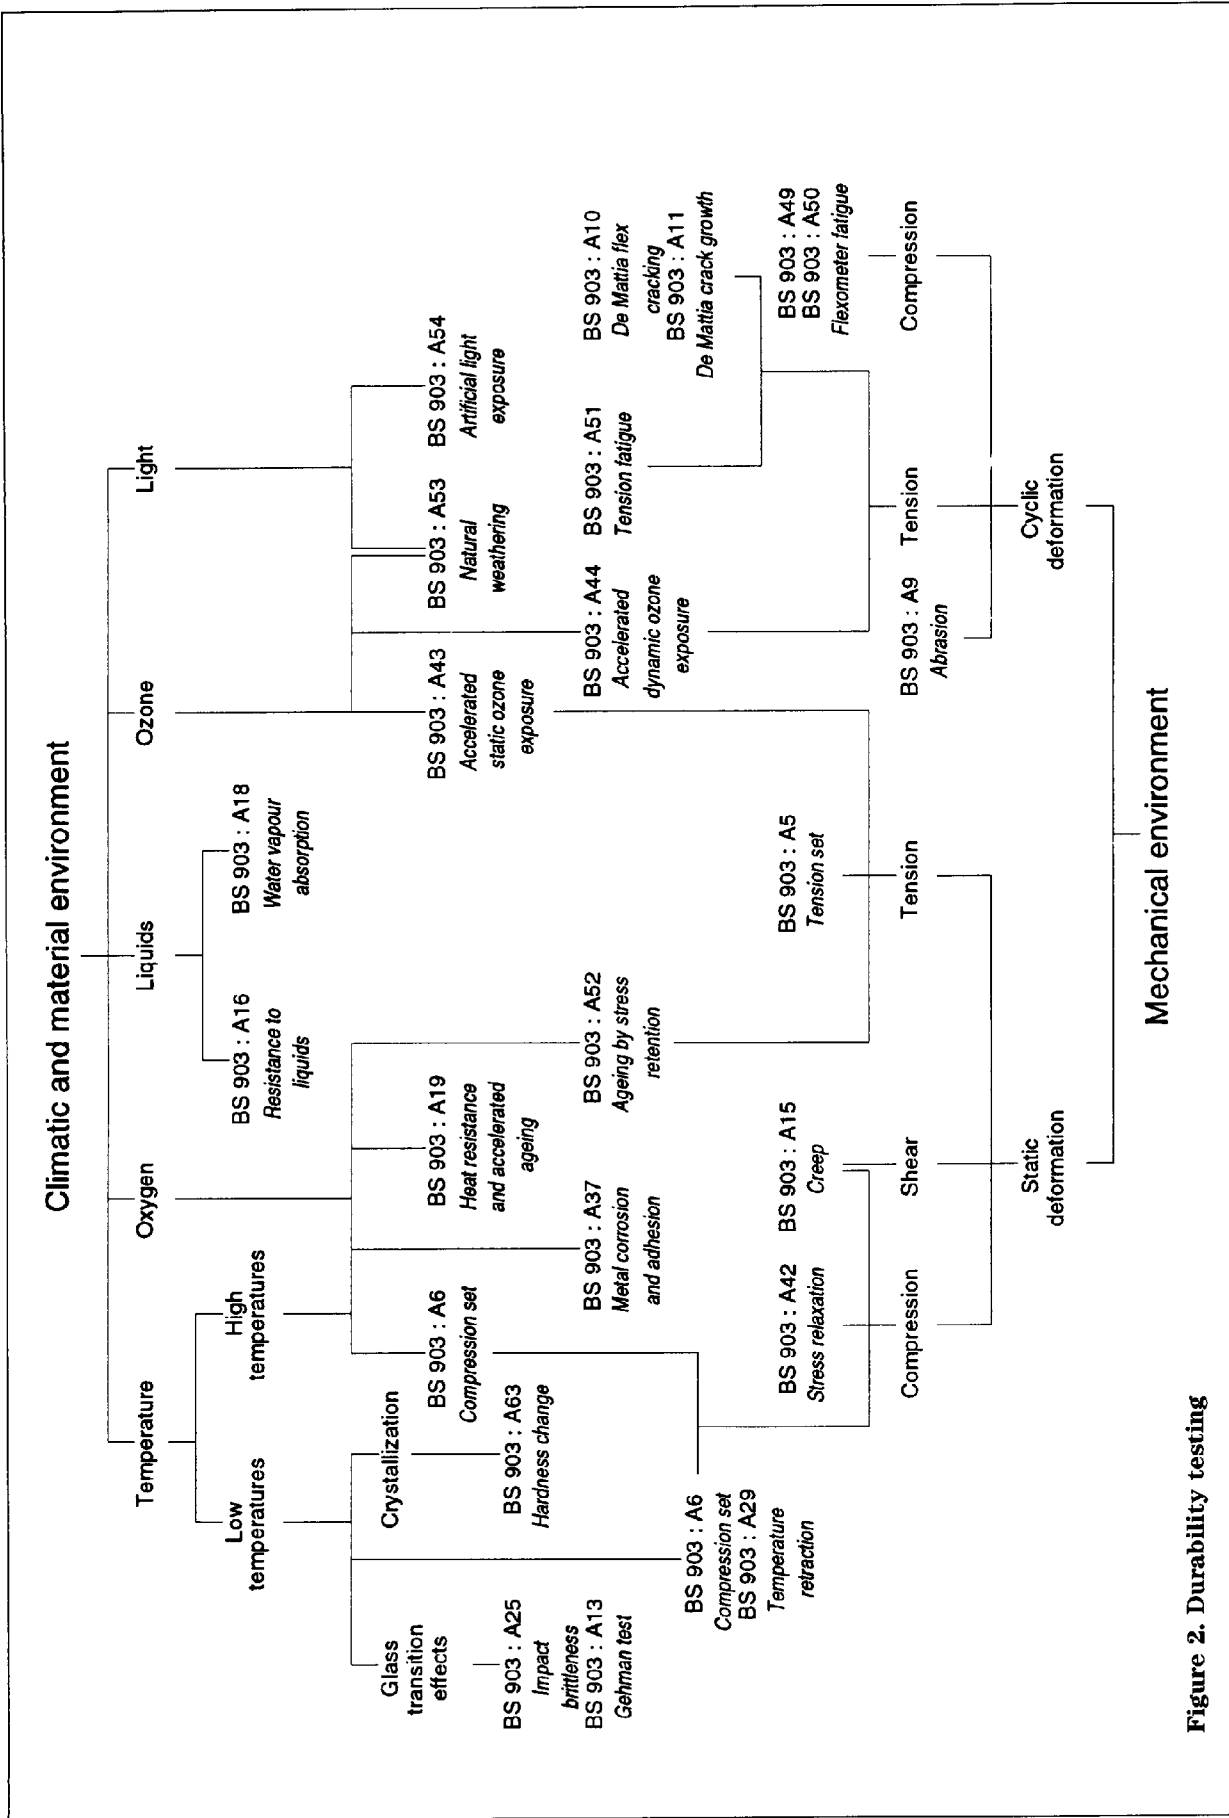 Climatic and material environment
Temperature
Oxygen
Liquids
Ozone
Light
Low
temperatures
High
temperatures
BS 903 : A16
Resistance to
liquids
BS 903 : A18
Water vapour
absorption
Glass
transition
effects
Crystallization
BS 903 : A6
Compression set
BS 903 : A19
Heat resistance
and accelerated
ageing
BS 903 : A43
Accelerated
static ozone
exposure
BS 903 : A53
Natural
weathering
BS 903 : A54
Artificial light
exposure
BS 903 : A25
Impact
brittleness
BS 903 : A13
Gehman test
BS 903 : A63
Hardness change
BS 903 : A37
Metal corrosion
and adhesion
BS 903 : A52
Ageing by stress
retention
BS 903 : A44
Accelerated
dynamic ozone
exposure
BS 903 : A51
Tension fatigue
BS 903 : A10
De Mattia flex
cracking
BS 903 : A11
De Mattia crack growth
BS 903 : A6
Compression set
BS 903 : A29
Temperature
retraction
BS 903 : A42
Stress relaxation
BS 903 : A15
Creep
BS 903 : A5
Tension set
BS 903 : A49
BS 903 : A50
Flexometer fatigue
Compression
Shear
Tension
BS 903 : A9
Abrasion
Tension
Compression
Static
deformation
Cyclic
deformation
Mechanical environment
Figure 2. Durability testing